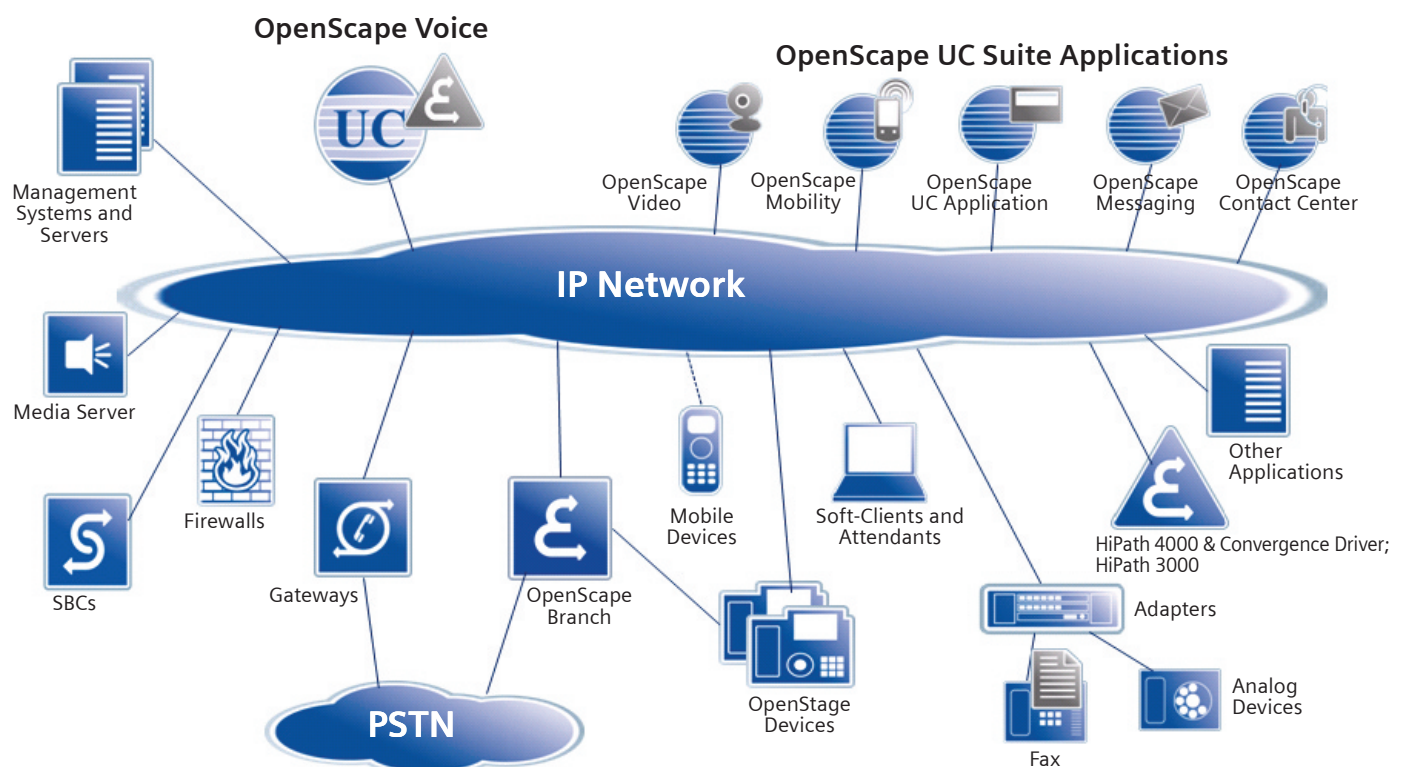 OpenScape Voice
OpenScape UC Suite Applications
UC
Management
Systems and
Servers
OpenScape
Video
OpenScape
Mobility
OpenScape
UC Application
OpenScape
Messaging
OpenScape
Contact Center
IP Network
Media Server
Firewalls
SBCs
Gateways
OpenScape
Branch
Mobile
Devices
Soft-Clients and
Attendants
Other
Applications
HiPath 4000 & Convergence Driver;
HiPath 3000
Adapters
OpenStage
Devices
Analog
Devices
Fax
PSTN